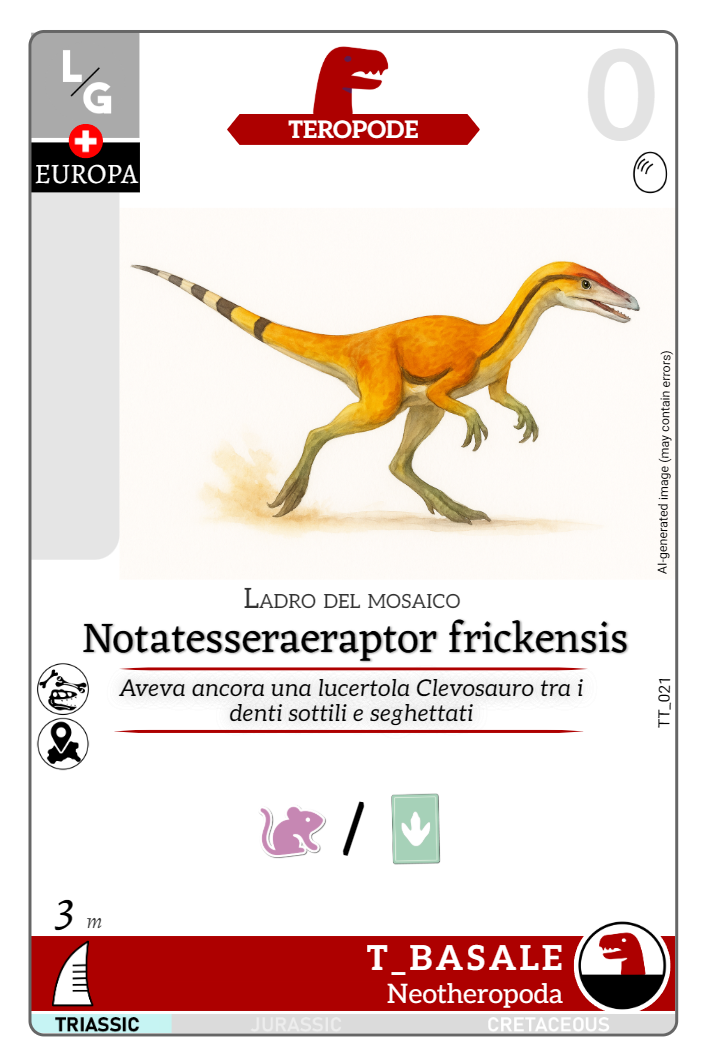 L/G
EUROPA
TEROPODE
0
AI-generated image (may contain errors)
LADRO DEL MOSAICO
Notatesseraeraptor frickensis
Aveva ancora una lucertola Clevosauro tra i
denti sottili e seghettati
TT_021
/
3 m
T_BASALE
Neotheropoda
TRIASSIC JURASSIC CRETACEOUS